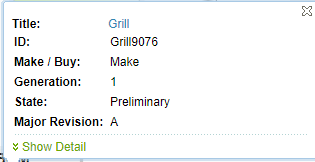 Title: Grill
ID: Grill9076
Make / Buy: Make
Generation: 1
State: Preliminary
Major Revision: A
Show Detail